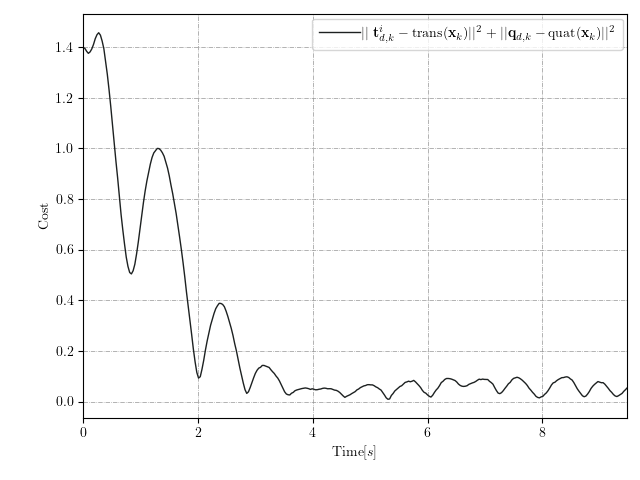 || t^i_{d,k} − trans(x_k)||^2 + ||q_{d,k} − quat(x_k)||^2
1.4
1.2
1.0
0.8
0.6
0.4
0.2
0.0
Cost
0 2 4 6 8
Time[s]